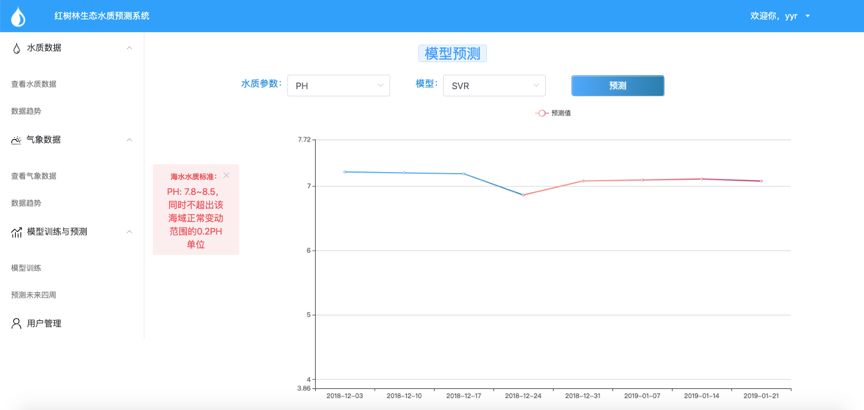 红树林生态水质预测系统
欢迎你，yyr
水质数据
查看水质数据
数据趋势
气象数据
查看气象数据
数据趋势
模型训练与预测
模型训练
预测未来四周
用户管理
模型预测
水质参数：
PH
模型：
SVR
预测
预测值
海水水质标准：
PH: 7.8~8.5,
同时不超出该
海域正常变动
范围的0.2PH
单位
7.72
7
6
5
4
3.86
2018-12-03
2018-12-10
2018-12-17
2018-12-24
2018-12-31
2019-01-07
2019-01-14
2019-01-21